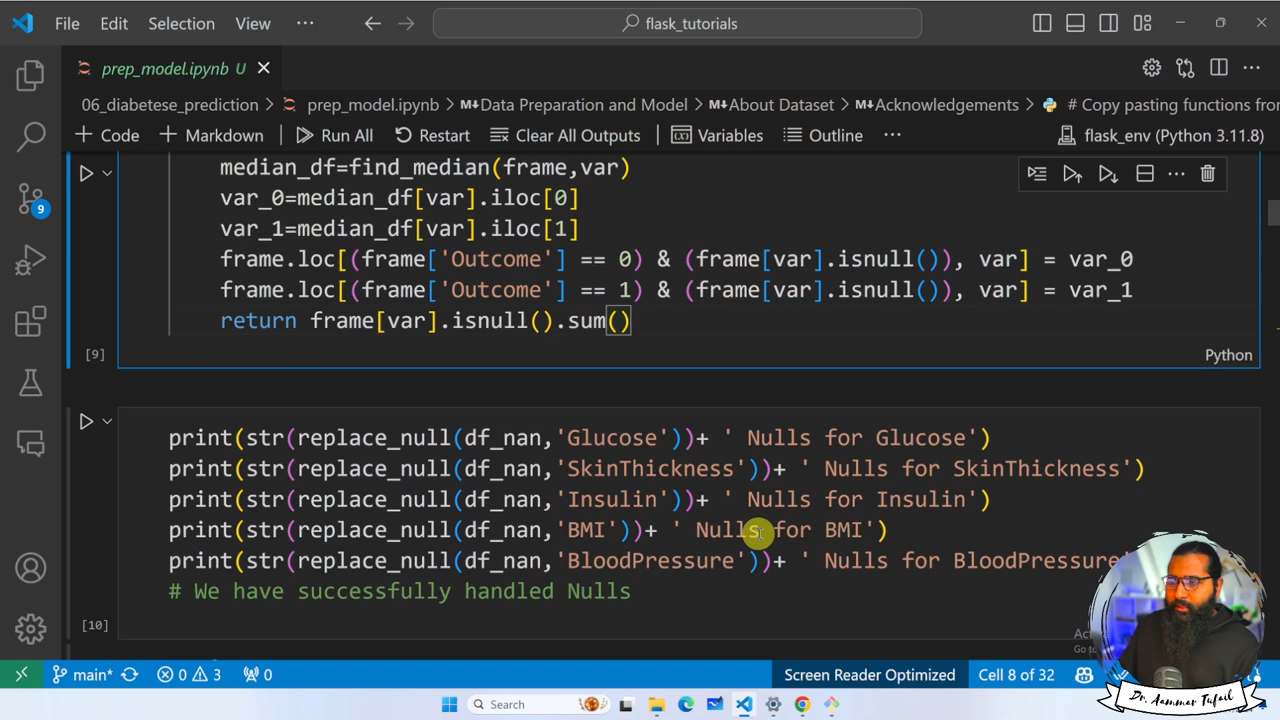 File Edit Selection View ··· flask_tutorials
prep_model.ipynb U
06_diabetese_prediction > prep_model.ipynb > M↓Data Preparation and Model > M↓About Dataset > M↓Acknowledgements > # Copy pasting functions fro
+ Code + Markdown Run All Restart Clear All Outputs Variables Outline ··· flask_env (Python 3.11.8)
median_df=find_median(frame,var)
var_0=median_df[var].iloc[0]
var_1=median_df[var].iloc[1]
frame.loc[(frame['Outcome'] == 0) & (frame[var].isnull()), var] = var_0
frame.loc[(frame['Outcome'] == 1) & (frame[var].isnull()), var] = var_1
return frame[var].isnull().sum()
[9] Python
print(str(replace_null(df_nan,'Glucose'))+ ' Nulls for Glucose')
print(str(replace_null(df_nan,'SkinThickness'))+ ' Nulls for SkinThickness')
print(str(replace_null(df_nan,'Insulin'))+ ' Nulls for Insulin')
print(str(replace_null(df_nan,'BMI'))+ ' Nulls for BMI')
print(str(replace_null(df_nan,'BloodPressure'))+ ' Nulls for BloodPressure'
# We have successfully handled Nulls
[10]
9
main* 0 3 0 Screen Reader Optimized Cell 8 of 32
Search
Dr. Aammar Tufail